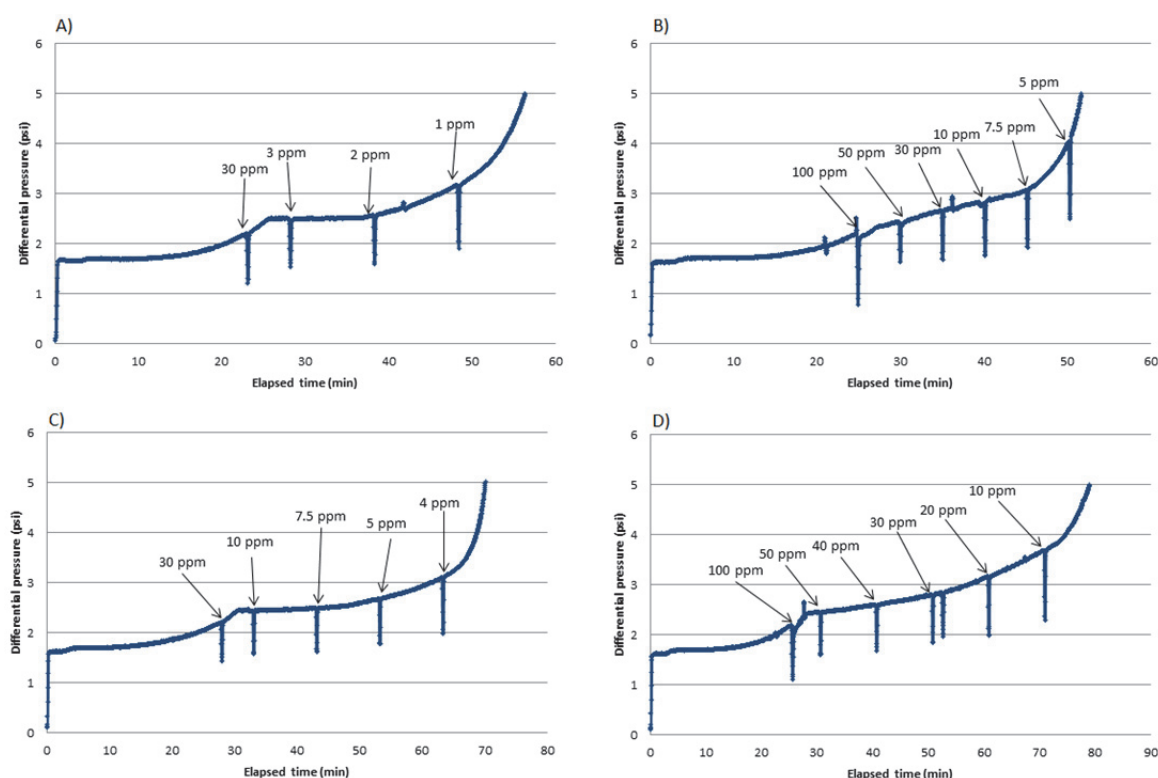 A)
6
5
4
3
2
1
0
Differential pressure (psi)
30 ppm
3 ppm
2 ppm
1 ppm
0 10 20 30 40 50 60
Elapsed time (min)
B)
6
5
4
3
2
1
0
Differential pressure (psi)
100 ppm
50 ppm
30 ppm
10 ppm
7.5 ppm
5 ppm
0 10 20 30 40 50 60
Elapsed time (min)
C)
6
5
4
3
2
1
0
Differential pressure (psi)
30 ppm
10 ppm
7.5 ppm
5 ppm
4 ppm
0 10 20 30 40 50 60 70 80
Elapsed time (min)
D)
6
5
4
3
2
1
0
Differential pressure (psi)
100 ppm
50 ppm
40 ppm
30 ppm
20 ppm
10 ppm
0 10 20 30 40 50 60 70 80 90
Elapsed time (min)